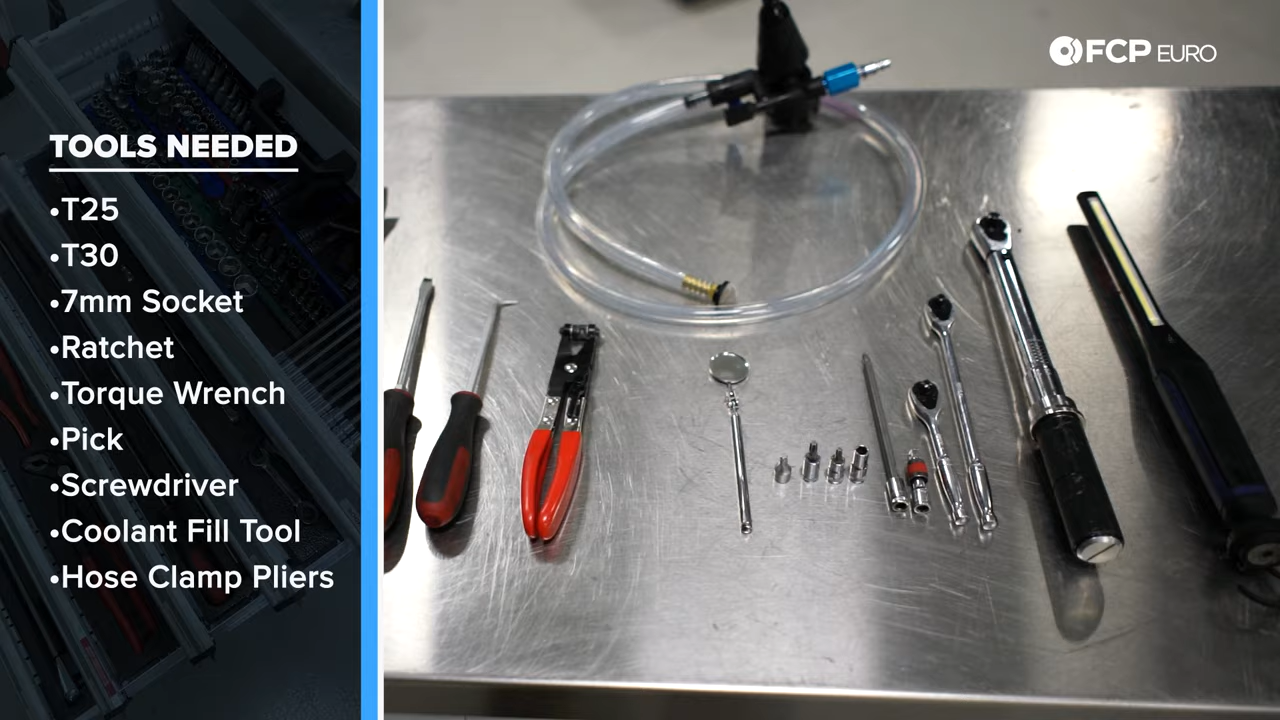 TOOLS NEEDED
•T25
•T30
•7mm Socket
•Ratchet
•Torque Wrench
•Pick
•Screwdriver
•Coolant Fill Tool
•Hose Clamp Pliers
FCP EURO